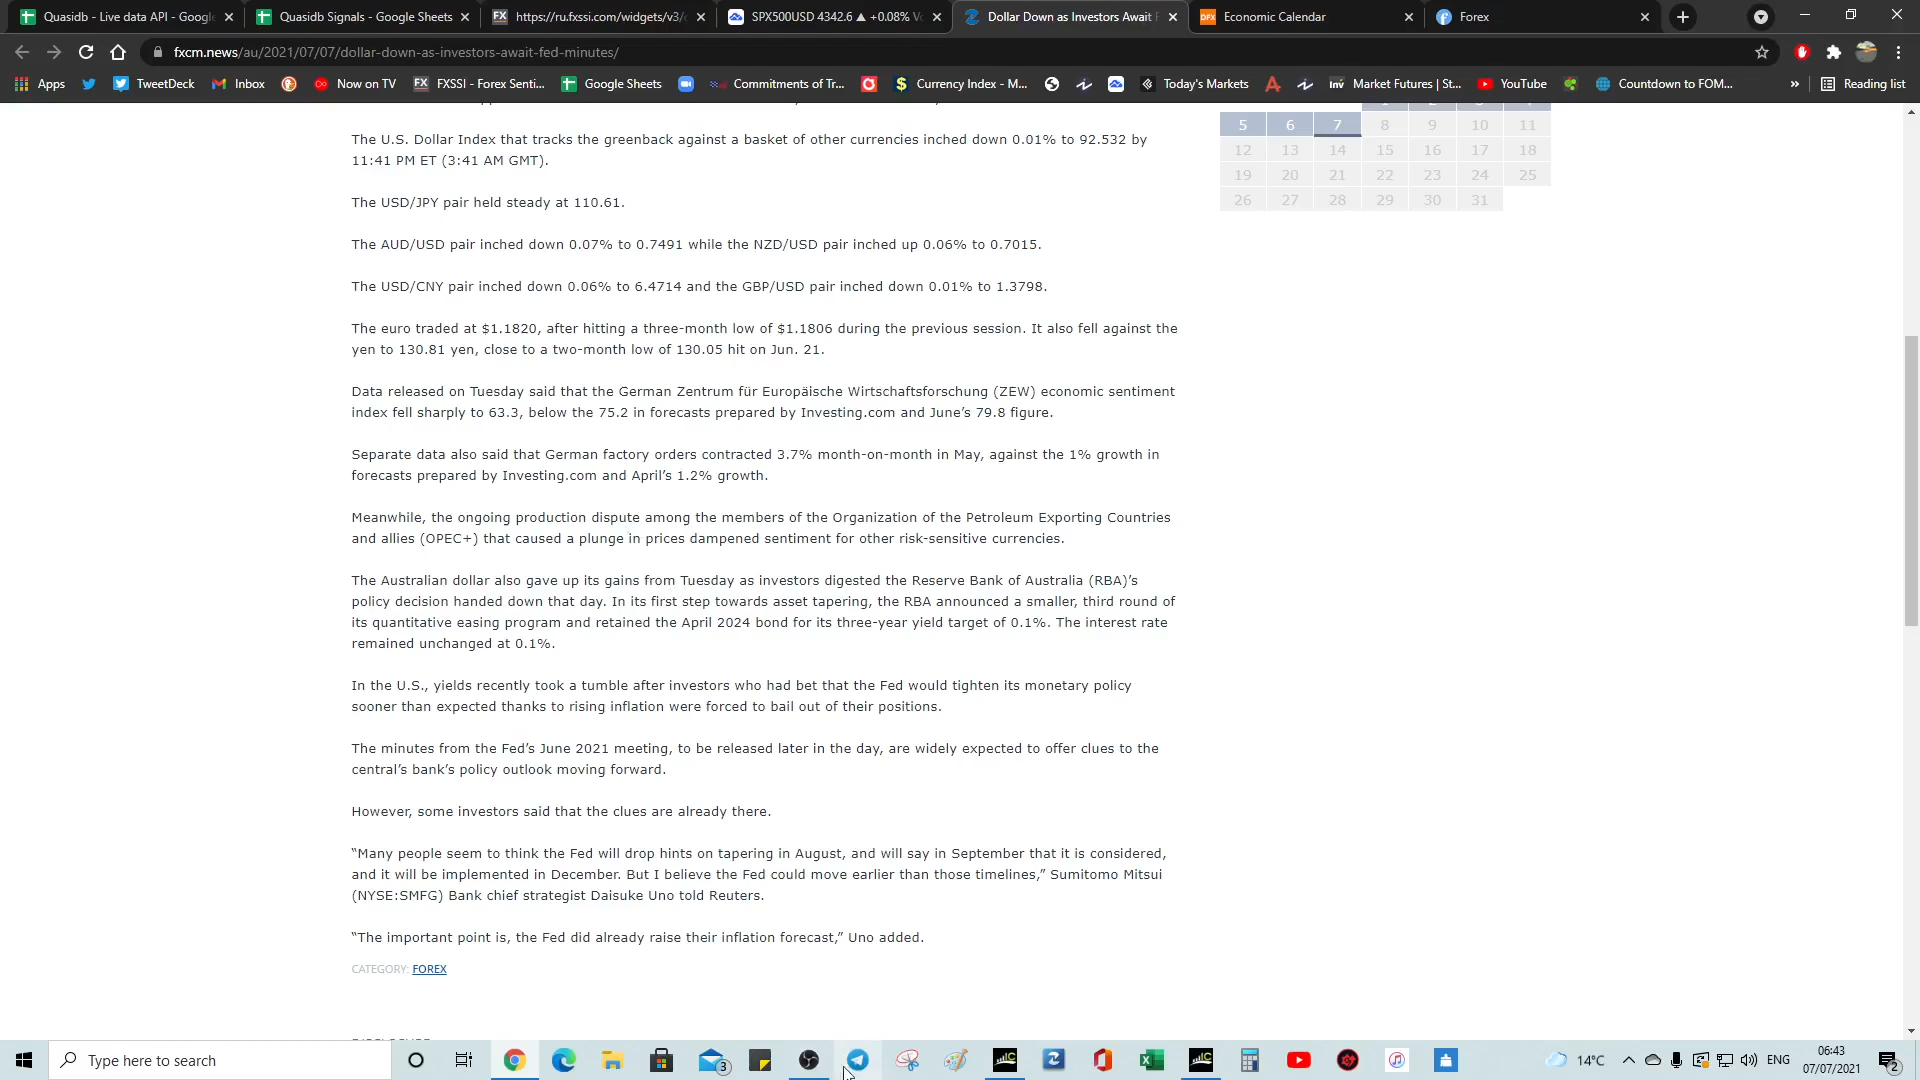 Quasidb - Live data API - Googl
Quasidb Signals - Google Sheets
https://ru.fxssi.com/widgets/v3/
SPX500USD 4342.6 ▲ +0.08%
Dollar Down as Investors Await
Economic Calendar
Forex
fxcm.news/au/2021/07/07/dollar-down-as-investors-await-fed-minutes/
Apps
TweetDeck
Inbox
Now on TV
FXSSI - Forex Senti...
Google Sheets
Commitments of Tr...
Currency Index - M...
Today's Markets
Market Futures | St...
YouTube
Countdown to FOM...
Reading list
5 6 7 8 9 10 11
12 13 14 15 16 17 18
19 20 21 22 23 24 25
26 27 28 29 30 31
The U.S. Dollar Index that tracks the greenback against a basket of other currencies inched down 0.01% to 92.532 by
11:41 PM ET (3:41 AM GMT).
The USD/JPY pair held steady at 110.61.
The AUD/USD pair inched down 0.07% to 0.7491 while the NZD/USD pair inched up 0.06% to 0.7015.
The USD/CNY pair inched down 0.06% to 6.4714 and the GBP/USD pair inched down 0.01% to 1.3798.
The euro traded at $1.1820, after hitting a three-month low of $1.1806 during the previous session. It also fell against the
yen to 130.81 yen, close to a two-month low of 130.05 hit on Jun. 21.
Data released on Tuesday said that the German Zentrum für Europäische Wirtschaftsforschung (ZEW) economic sentiment
index fell sharply to 63.3, below the 75.2 in forecasts prepared by Investing.com and June's 79.8 figure.
Separate data also said that German factory orders contracted 3.7% month-on-month in May, against the 1% growth in
forecasts prepared by Investing.com and April's 1.2% growth.
Meanwhile, the ongoing production dispute among the members of the Organization of the Petroleum Exporting Countries
and allies (OPEC+) that caused a plunge in prices dampened sentiment for other risk-sensitive currencies.
The Australian dollar also gave up its gains from Tuesday as investors digested the Reserve Bank of Australia (RBA)'s
policy decision handed down that day. In its first step towards asset tapering, the RBA announced a smaller, third round of
its quantitative easing program and retained the April 2024 bond for its three-year yield target of 0.1%. The interest rate
remained unchanged at 0.1%.
In the U.S., yields recently took a tumble after investors who had bet that the Fed would tighten its monetary policy
sooner than expected thanks to rising inflation were forced to bail out of their positions.
The minutes from the Fed's June 2021 meeting, to be released later in the day, are widely expected to offer clues to the
central's bank's policy outlook moving forward.
However, some investors said that the clues are already there.
“Many people seem to think the Fed will drop hints on tapering in August, and will say in September that it is considered,
and it will be implemented in December. But I believe the Fed could move earlier than those timelines,” Sumitomo Mitsui
(NYSE:SMFG) Bank chief strategist Daisuke Uno told Reuters.
“The important point is, the Fed did already raise their inflation forecast,” Uno added.
CATEGORY: FOREX
Type here to search
3
14°C
ENG
06:43
07/07/2021
2